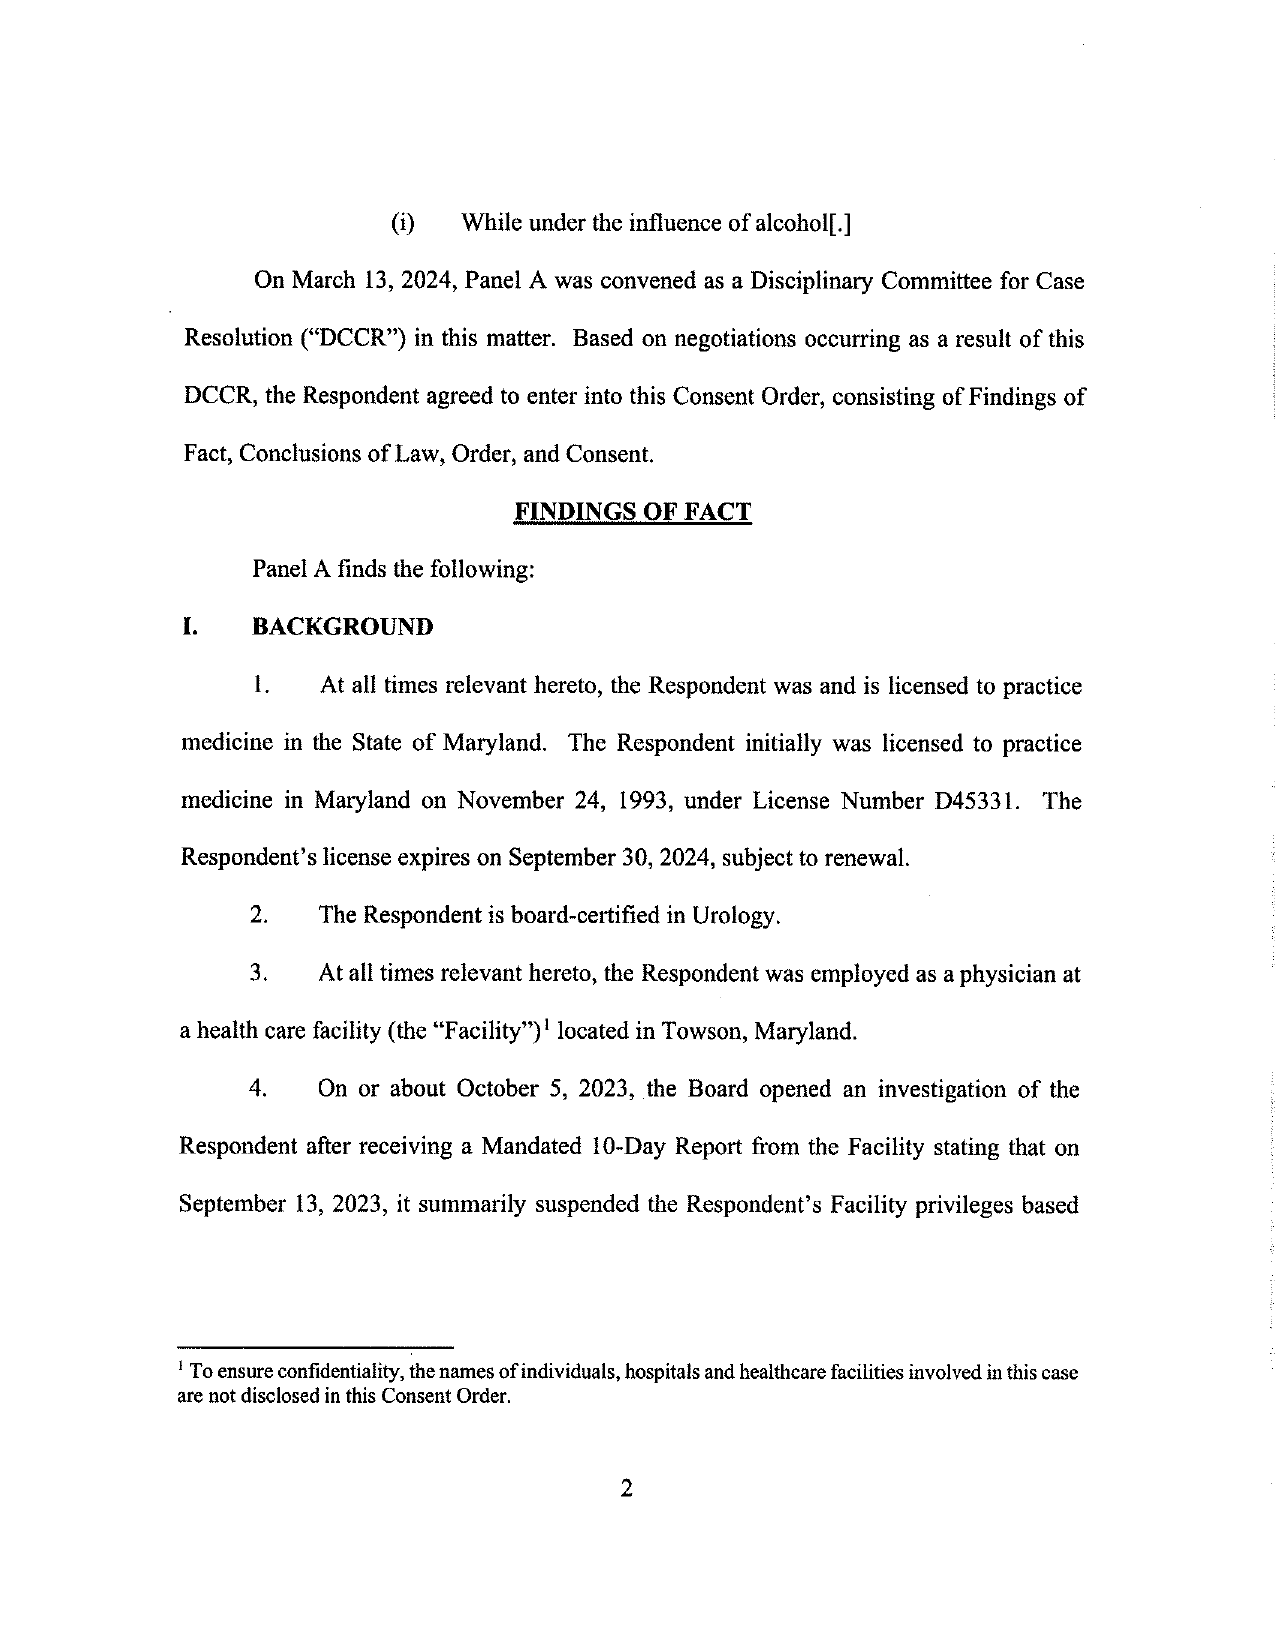 (i) While under the influence of alcohol[.]
On March 13, 2024, Panel A was convened as a Disciplinary Committee for Case
Resolution (“DCCR”) in this matter. Based on negotiations occurring as a result of this
DCCR, the Respondent agreed to enter into this Consent Order, consisting of Findings of
Fact, Conclusions of Law, Order, and Consent.
FINDINGS OF FACT
Panel A finds the following:
I. BACKGROUND
1. At all times relevant hereto, the Respondent was and is licensed to practice
medicine in the State of Maryland. The Respondent initially was licensed to practice
medicine in Maryland on November 24, 1993, under License Number D45331. The
Respondent’s license expires on September 30, 2024, subject to renewal.
2. The Respondent is board-certified in Urology.
3. At all times relevant hereto, the Respondent was employed as a physician at
a health care facility (the “Facility”)¹ located in Towson, Maryland.
4. On or about October 5, 2023, the Board opened an investigation of the
Respondent after receiving a Mandated 10-Day Report from the Facility stating that on
September 13, 2023, it summarily suspended the Respondent’s Facility privileges based
¹ To ensure confidentiality, the names of individuals, hospitals and healthcare facilities involved in this case
are not disclosed in this Consent Order.
2